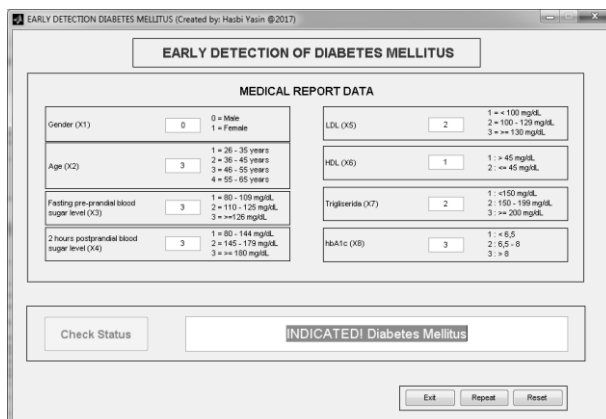 EARLY DETECTION DIABETES MELLITUS (Created by: Hasbi Yasin @2017)
EARLY DETECTION OF DIABETES MELLITUS
MEDICAL REPORT DATA
Gender (X1)
0
0 = Male
1 = Female
Age (X2)
3
1 = 26 - 35 years
2 = 36 - 45 years
3 = 46 - 55 years
4 = 55 - 65 years
Fasting pre-prandial blood
sugar level (X3)
3
1 = 80 - 109 mg/dL
2 = 110 - 125 mg/dL
3 = >=126 mg/dL
2 hours postprandial blood
sugar level (X4)
3
1 = 80 - 144 mg/dL
2 = 145 - 179 mg/dL
3 = >= 180 mg/dL
LDL (X5)
2
1 = < 100 mg/dL
2 = 100 - 129 mg/dL
3 = >= 130 mg/dL
HDL (X6)
1
1 : > 45 mg/dL
2 : <= 45 mg/dL
Trigliserida (X7)
2
1 : <150 mg/dL
2 : 150 - 199 mg/dL
3 : >= 200 mg/dL
hbA1c (X8)
3
1 : < 6,5
2 : 6,5 - 8
3 : > 8
Check Status
INDICATED! Diabetes Mellitus
Exit
Repeat
Reset